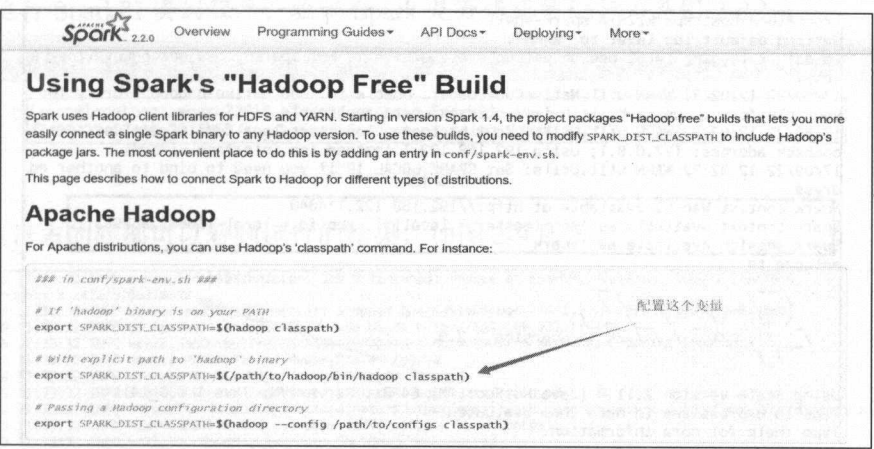 APACHE Spark 2.2.0 Overview Programming Guides API Docs Deploying More
Using Spark's "Hadoop Free" Build
Spark uses Hadoop client libraries for HDFS and YARN. Starting in version Spark 1.4, the project packages "Hadoop free" builds that lets you more
easily connect a single Spark binary to any Hadoop version. To use these builds, you need to modify SPARK_DIST_CLASSPATH to include Hadoop's
package jars. The most convenient place to do this is by adding an entry in conf/spark-env.sh.
This page describes how to connect Spark to Hadoop for different types of distributions.
Apache Hadoop
For Apache distributions, you can use Hadoop's 'classpath' command. For instance:
### in conf/spark-env.sh ###
配置这个变量
# If 'hadoop' binary is on your PATH
export SPARK_DIST_CLASSPATH=$(hadoop classpath)
# With explicit path to 'hadoop' binary
export SPARK_DIST_CLASSPATH=$(/path/to/hadoop/bin/hadoop classpath)
# Passing a Hadoop configuration directory
export SPARK_DIST_CLASSPATH=$(hadoop --config /path/to/configs classpath)